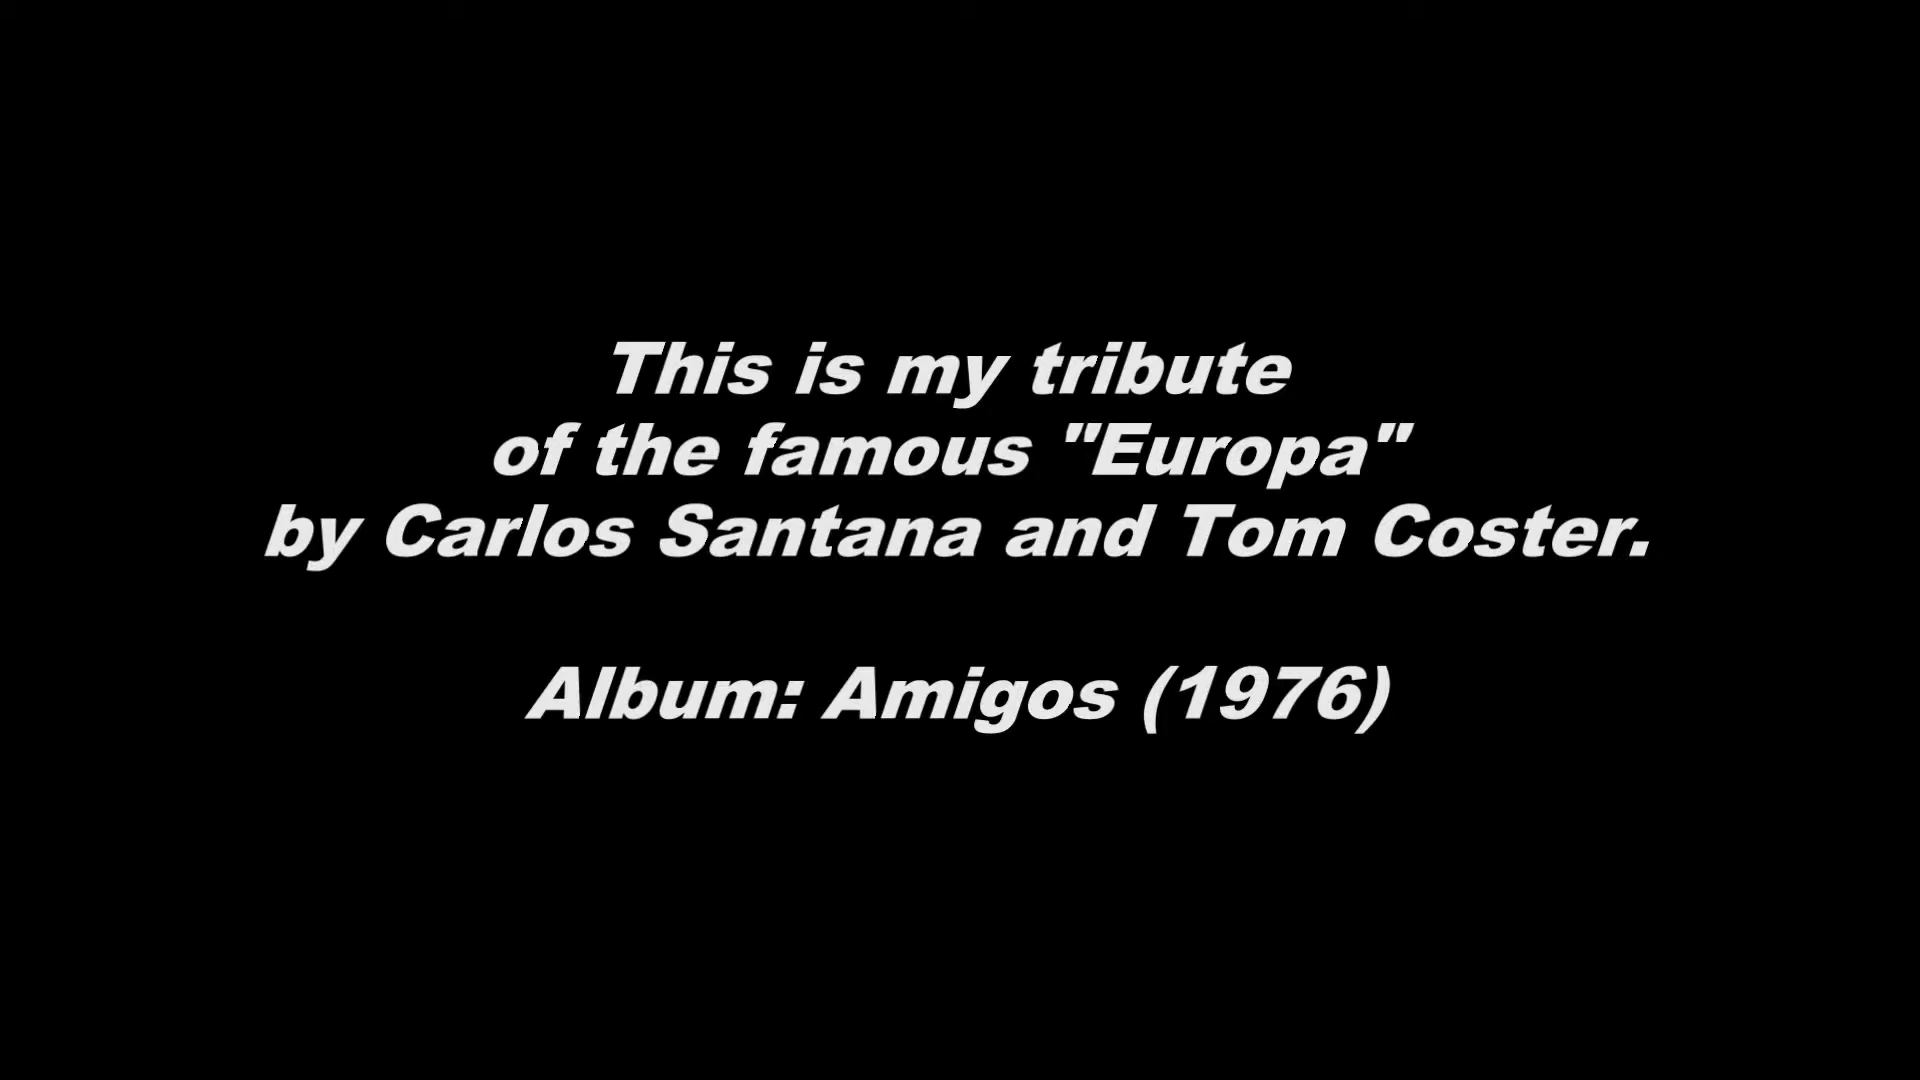 This is my tribute
of the famous "Europa"
by Carlos Santana and Tom Coster.
Album: Amigos (1976)